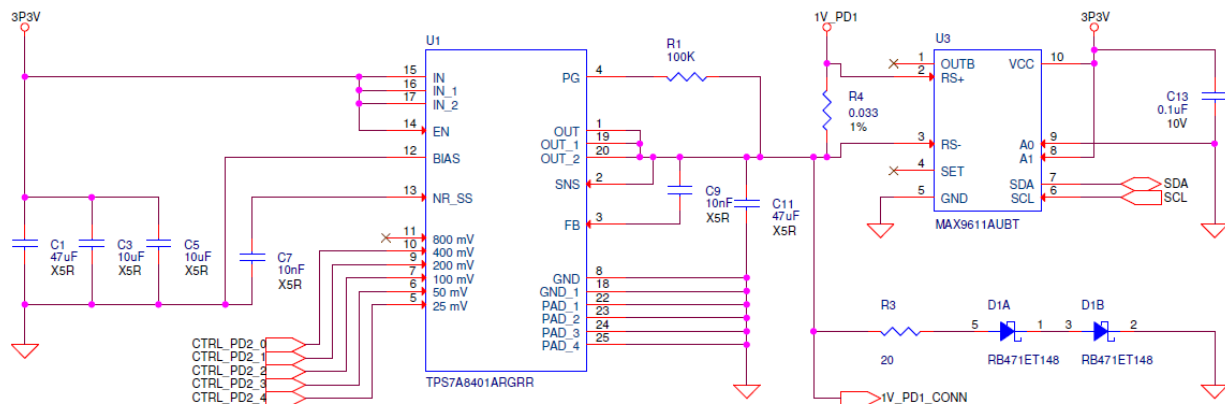 3P3V
U1
15
IN
16
IN_1
17
IN_2
14
EN
12
BIAS
13
NR_SS
11
800 mV
10
400 mV
9
200 mV
7
100 mV
6
50 mV
5
25 mV
PG
4
OUT
1
OUT_1
19
OUT_2
20
SNS
2
FB
3
GND
8
GND_1
18
PAD_1
22
PAD_2
23
PAD_3
24
PAD_4
25
TPS7A8401ARGRR
C1
47uF
X5R
C3
10uF
X5R
C5
10uF
X5R
C7
10nF
X5R
CTRL_PD2_0
CTRL_PD2_1
CTRL_PD2_2
CTRL_PD2_3
CTRL_PD2_4
R1
100K
C9
10nF
X5R
C11
47uF
X5R
1V_PD1
R4
0.033
1%
U3
1
OUTB
2
RS+
3
RS-
4
SET
5
GND
VCC
10
A0
9
A1
8
SDA
7
SCL
6
MAX9611AUBT
3P3V
C13
0.1uF
10V
SDA
SCL
R3
20
D1A
5
1
RB471ET148
D1B
3
2
RB471ET148
1V_PD1_CONN